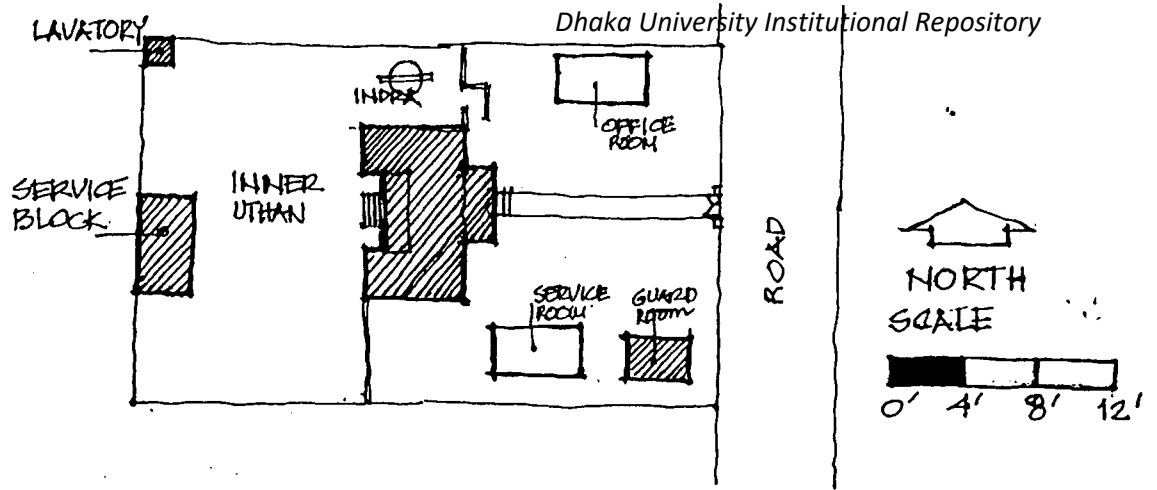 Dhaka University Institutional Repository
LAVATORY
INDRA
OFFICE
ROOM
SERVICE
BLOCK
INNER
UTHAN
ROAD
SERVICE
ROOM
GUARD
ROOM
NORTH
SCALE
0' 4' 8' 12'